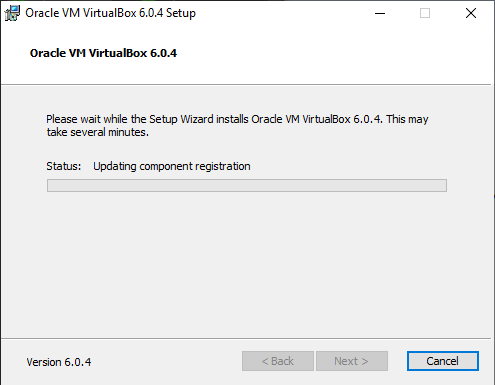 Oracle VM VirtualBox 6.0.4 Setup
Oracle VM VirtualBox 6.0.4
Please wait while the Setup Wizard installs Oracle VM VirtualBox 6.0.4. This may
take several minutes.
Status: Updating component registration
Version 6.0.4
< Back
Next >
Cancel